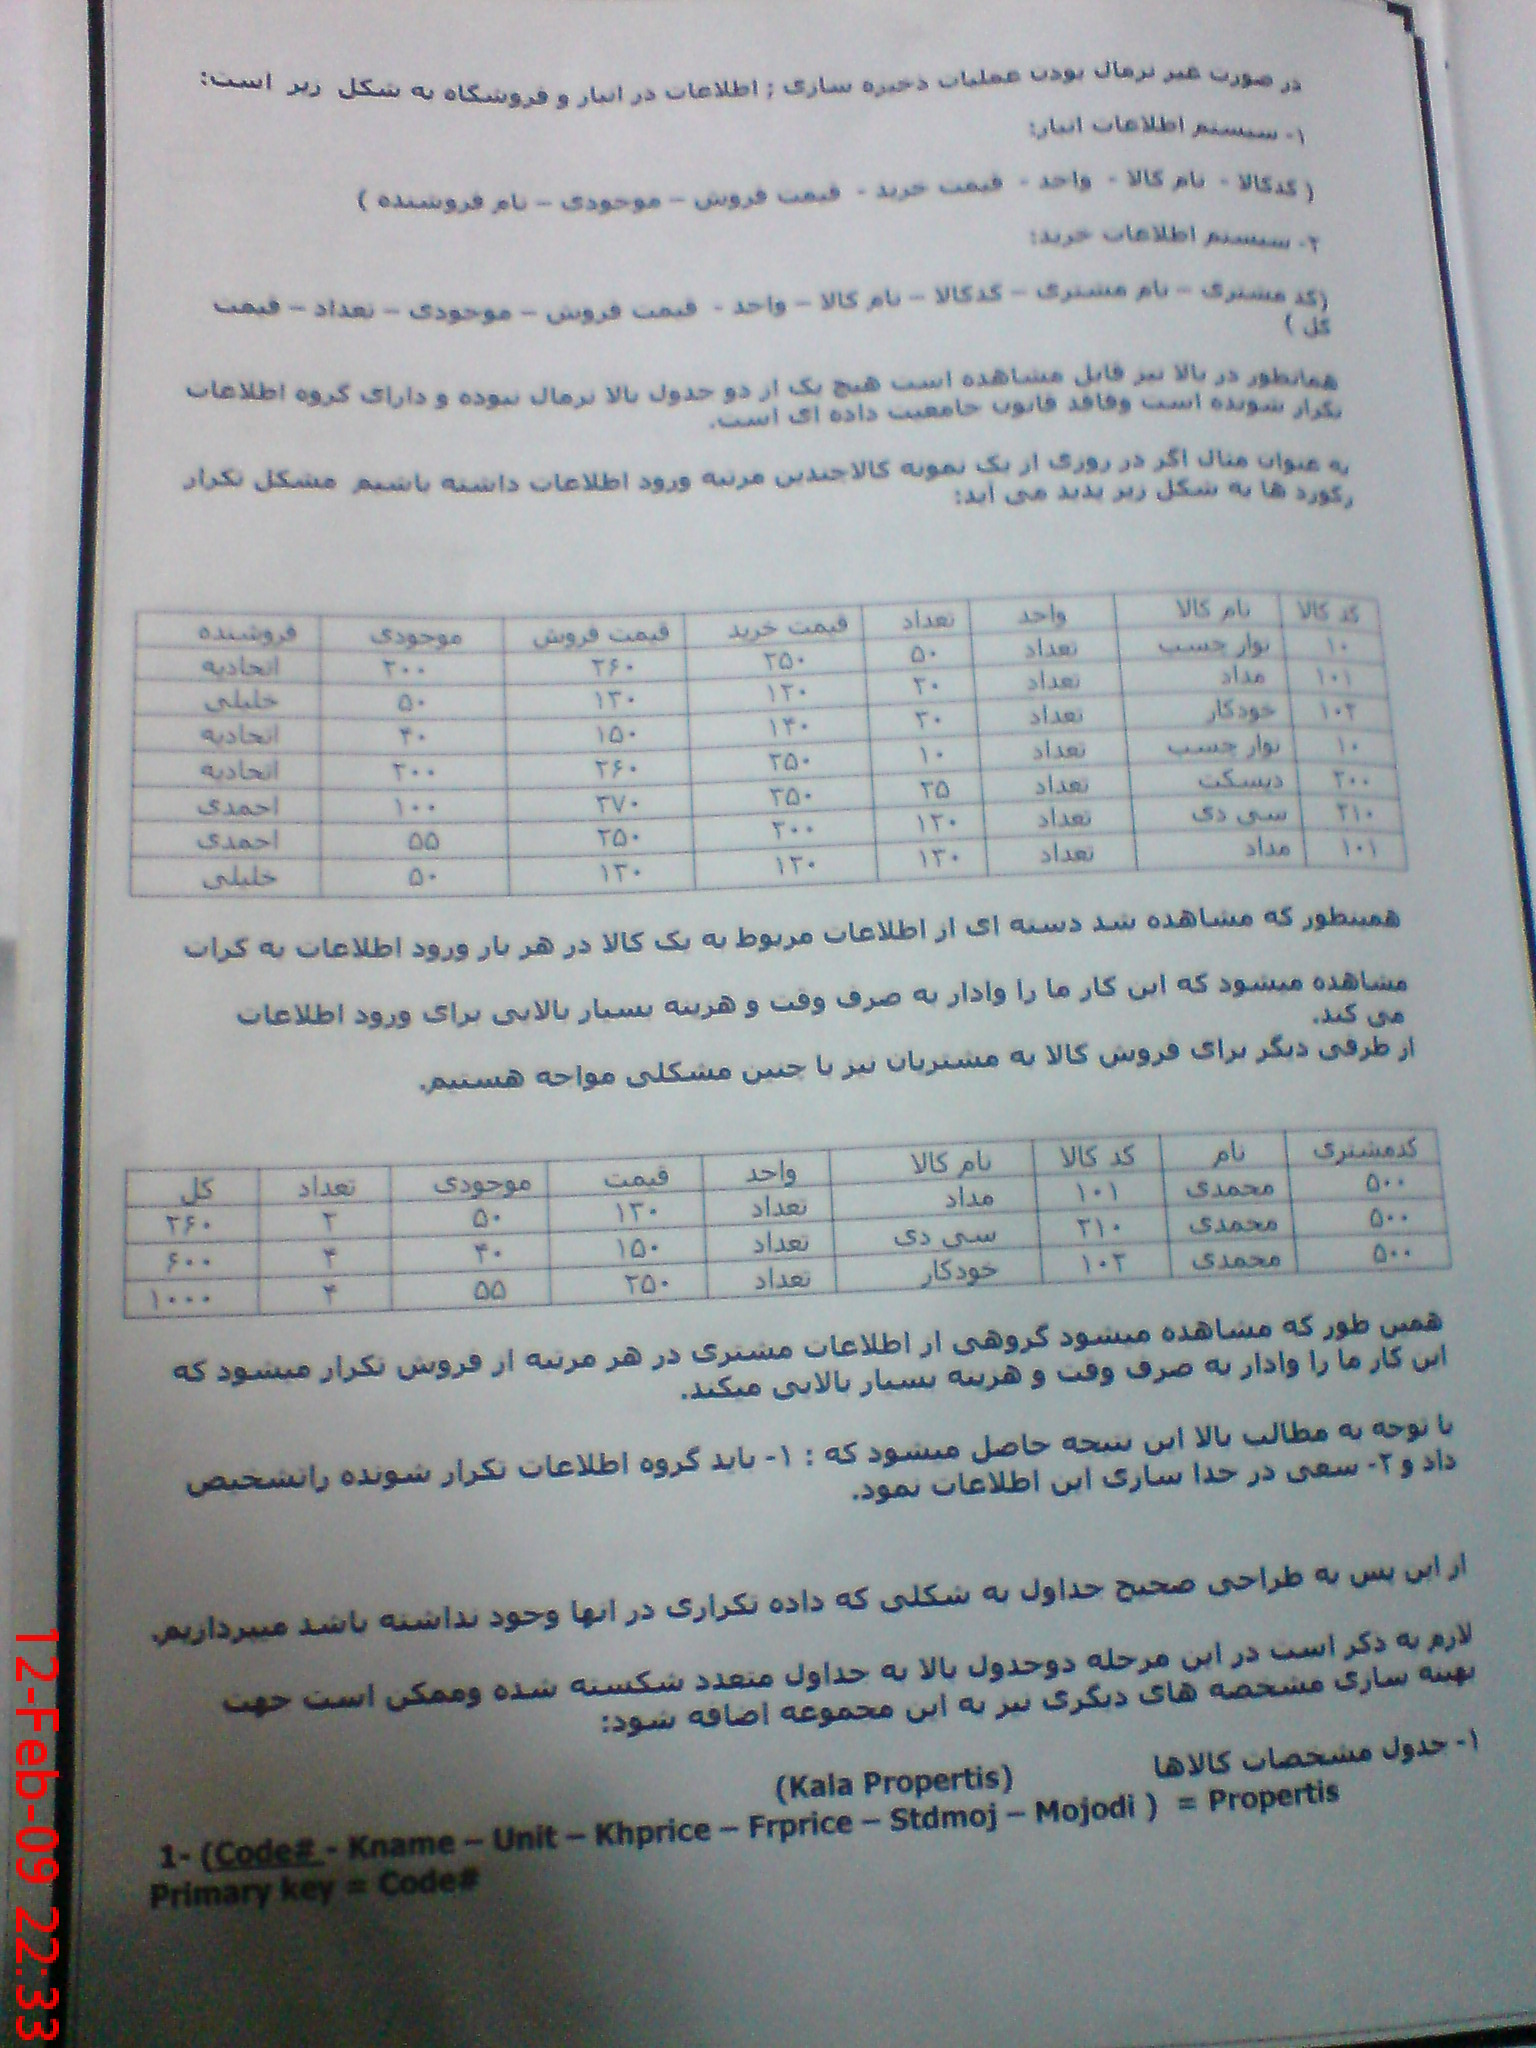 در صورت غیر نرمال بودن عملیات ذخیره سازی ; اطلاعات در انبار و فروشگاه به شکل زیر است:
۱- سیستم اطلاعات انبار:
( کدکالا - نام کالا - واحد - قیمت خرید - قیمت فروش – موجودی – نام فروشنده )
۲- سیستم اطلاعات خرید:
(کد مشتری – نام مشتری – کدکالا – نام کالا – واحد - قیمت فروش – موجودی – تعداد – قیمت
کل )
همانطور در بالا نیز قابل مشاهده است هیچ یک از دو جدول بالا نرمال نبوده و دارای گروه اطلاعات
تکرار شونده است وفاقد قانون جامعیت داده ای است.
به عنوان مثال اگر در روزی از یک نمونه کالاچندین مرتبه ورود اطلاعات داشته باشیم مشکل تکرار
رکورد ها به شکل زیر پدید می اید:
کد کالا نام کالا واحد تعداد قیمت خرید قیمت فروش موجودی فروشنده
۱۰ نوار چسب تعداد ۵۰ ۲۵۰ ۲۶۰ ۲۰۰ اتحادیه
۱۰۱ مداد تعداد ۲۰ ۱۲۰ ۱۳۰ ۵۰ خلیلی
۱۰۲ خودکار تعداد ۳۰ ۱۴۰ ۱۵۰ ۴۰ اتحادیه
۱۰ نوار چسب تعداد ۱۰ ۲۵۰ ۲۶۰ ۲۰۰ اتحادیه
۲۰۰ دیسکت تعداد ۲۵ ۲۵۰ ۲۷۰ ۱۰۰ احمدی
۲۱۰ سی دی تعداد ۱۲۰ ۲۰۰ ۲۵۰ ۵۵ احمدی
۱۰۱ مداد تعداد ۱۲۰ ۱۲۰ ۱۳۰ ۵۰ خلیلی
همینطور که مشاهده شد دسته ای از اطلاعات مربوط به یک کالا در هر بار ورود اطلاعات به کرات
مشاهده میشود که این کار ما را وادار به صرف وقت و هزینه بسیار بالایی برای ورود اطلاعات
می کند.
از طرفی دیگر برای فروش کالا به مشتریان نیز با چنین مشکلی مواجه هستیم.
کدمشتری نام کد کالا نام کالا واحد قیمت موجودی تعداد کل
۵۰۰ محمدی ۱۰۱ مداد تعداد ۱۳۰ ۵۰ ۲ ۲۶۰
۵۰۰ محمدی ۲۱۰ سی دی تعداد ۱۵۰ ۴۰ ۴ ۶۰۰
۵۰۰ محمدی ۱۰۲ خودکار تعداد ۲۵۰ ۵۵ ۴ ۱۰۰۰
همین طور که مشاهده میشود گروهی از اطلاعات مشتری در هر مرتبه از فروش تکرار میشود که
این کار ما را وادار به صرف وقت و هزینه بسیار بالایی میکند.
با توجه به مطالب بالا این نتیجه حاصل میشود که : ۱- باید گروه اطلاعات تکرار شونده راتشخیص
داد و ۲- سعی در جدا سازی این اطلاعات نمود.
از این پس به طراحی صحیح جداول به شکلی که داده تکراری در انها وجود نداشته باشد میپردازیم.
لازم به ذکر است در این مرحله دوجدول بالا به جداول متعدد شکسته شده وممکن است جهت
بهینه سازی مشخصه های دیگری نیز به این مجموعه اضافه شود:
۱- جدول مشخصات کالاها (Kala Propertis)
1- (Code# - Kname – Unit – Khprice – Frprice – Stdmoj – Mojodi ) = Propertis
Primary key = Code#
12-Feb-09 22:33